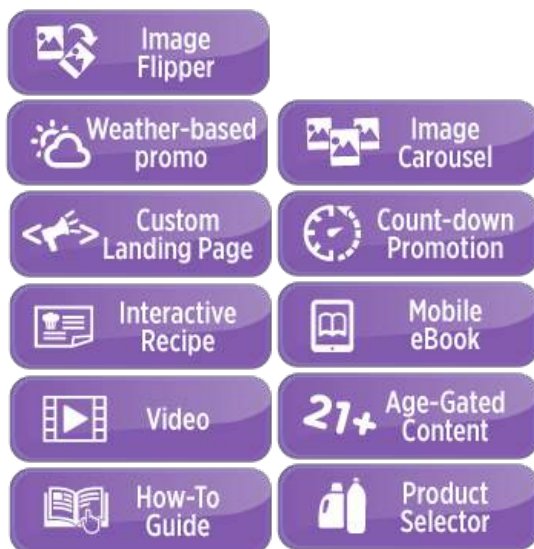 Image
Flipper
Weather-based
promo
Image
Carousel
Custom
Landing Page
Count-down
Promotion
Interactive
Recipe
Mobile
eBook
Video
21+
Age-Gated
Content
How-To
Guide
Product
Selector